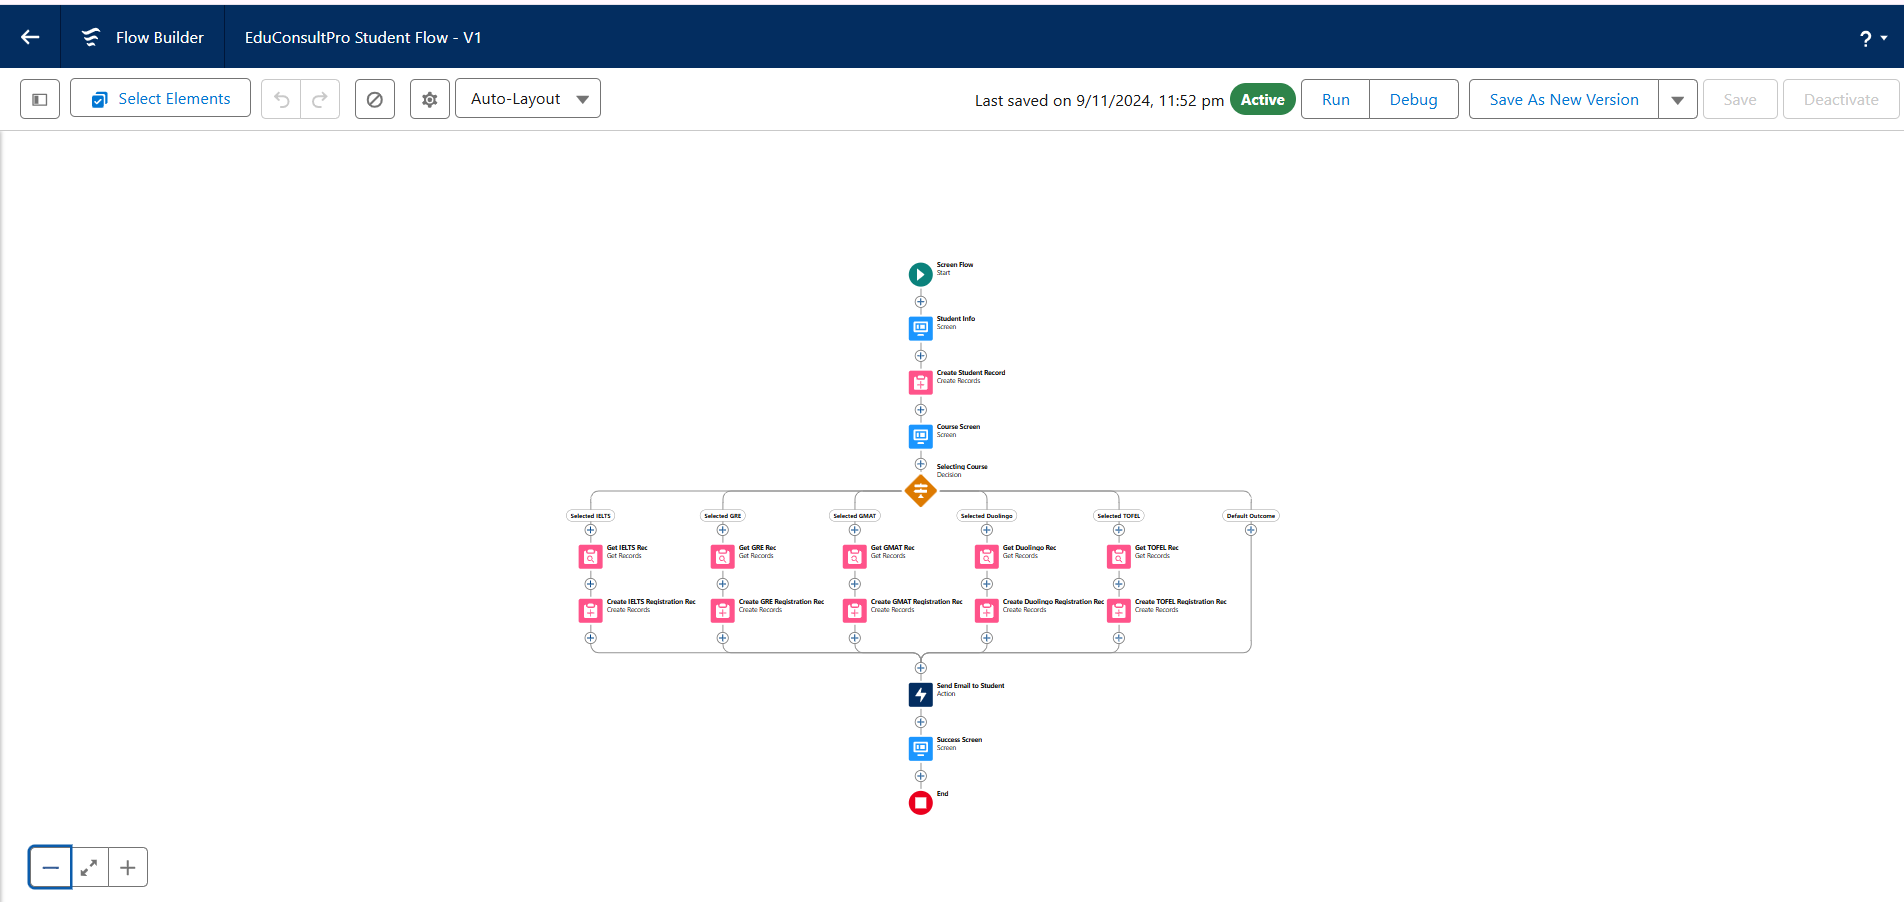 Flow Builder
EduConsultPro Student Flow - V1
?
Select Elements
Auto-Layout
Last saved on 9/11/2024, 11:52 pm
Active
Run
Debug
Save As New Version
Save
Deactivate
Screen Flow
Start
Student Info
Screen
Create Student Record
Create Records
Course Screen
Screen
Selecting Course
Decision
Selected IELTS
Selected GRE
Selected GMAT
Selected Duolingo
Selected TOFEL
Default Outcome
Get IELTS Rec
Get Records
Get GRE Rec
Get Records
Get GMAT Rec
Get Records
Get Duolingo Rec
Get Records
Get TOFEL Rec
Get Records
Create IELTS Registration Rec
Create Records
Create GRE Registration Rec
Create Records
Create GMAT Registration Rec
Create Records
Create Duolingo Registration Rec
Create Records
Create TOFEL Registration Rec
Create Records
Send Email to Student
Action
Success Screen
Screen
End